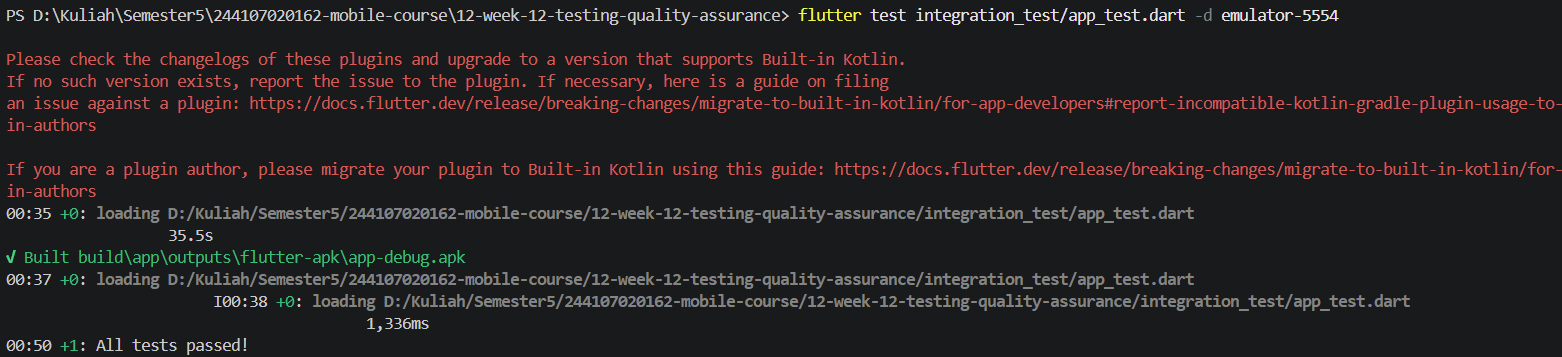 PS D:\Kuliah\Semester5\244107020162-mobile-course\12-week-12-testing-quality-assurance> flutter test integration_test/app_test.dart -d emulator-5554
Please check the changelogs of these plugins and upgrade to a version that supports Built-in Kotlin.
If no such version exists, report the issue to the plugin. If necessary, here is a guide on filing
an issue against a plugin: https://docs.flutter.dev/release/breaking-changes/migrate-to-built-in-kotlin/for-app-developers#report-incompatible-kotlin-gradle-plugin-usage-to-
in-authors
If you are a plugin author, please migrate your plugin to Built-in Kotlin using this guide: https://docs.flutter.dev/release/breaking-changes/migrate-to-built-in-kotlin/for-
in-authors
00:35 +0: loading D:/Kuliah/Semester5/244107020162-mobile-course/12-week-12-testing-quality-assurance/integration_test/app_test.dart
35.5s
√ Built build\app\outputs\flutter-apk\app-debug.apk
00:37 +0: loading D:/Kuliah/Semester5/244107020162-mobile-course/12-week-12-testing-quality-assurance/integration_test/app_test.dart
I00:38 +0: loading D:/Kuliah/Semester5/244107020162-mobile-course/12-week-12-testing-quality-assurance/integration_test/app_test.dart
1,336ms
00:50 +1: All tests passed!